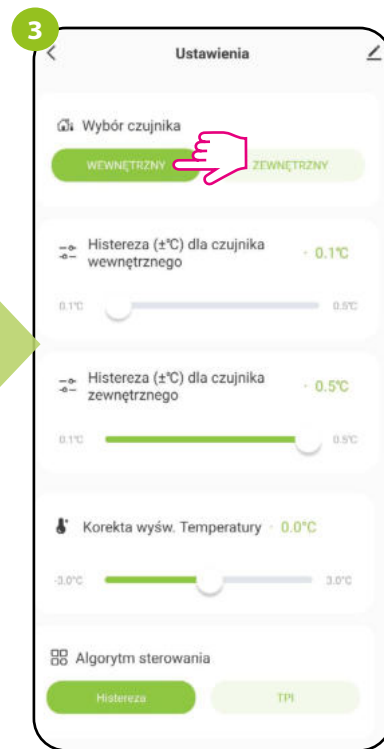 3
Ustawienia
Wybór czujnika
WEWNĘTRZNY ZEWNĘTRZNY
Histereza (±℃) dla czujnika
wewnętrznego
· 0.1℃
0.1℃ 0.5℃
Histereza (±℃) dla czujnika
zewnętrznego
· 0.5℃
0.1℃ 0.5℃
Korekta wyśw. Temperatury · 0.0°C
-3.0°C 3.0°C
Algorytm sterowania
Histereza TPI